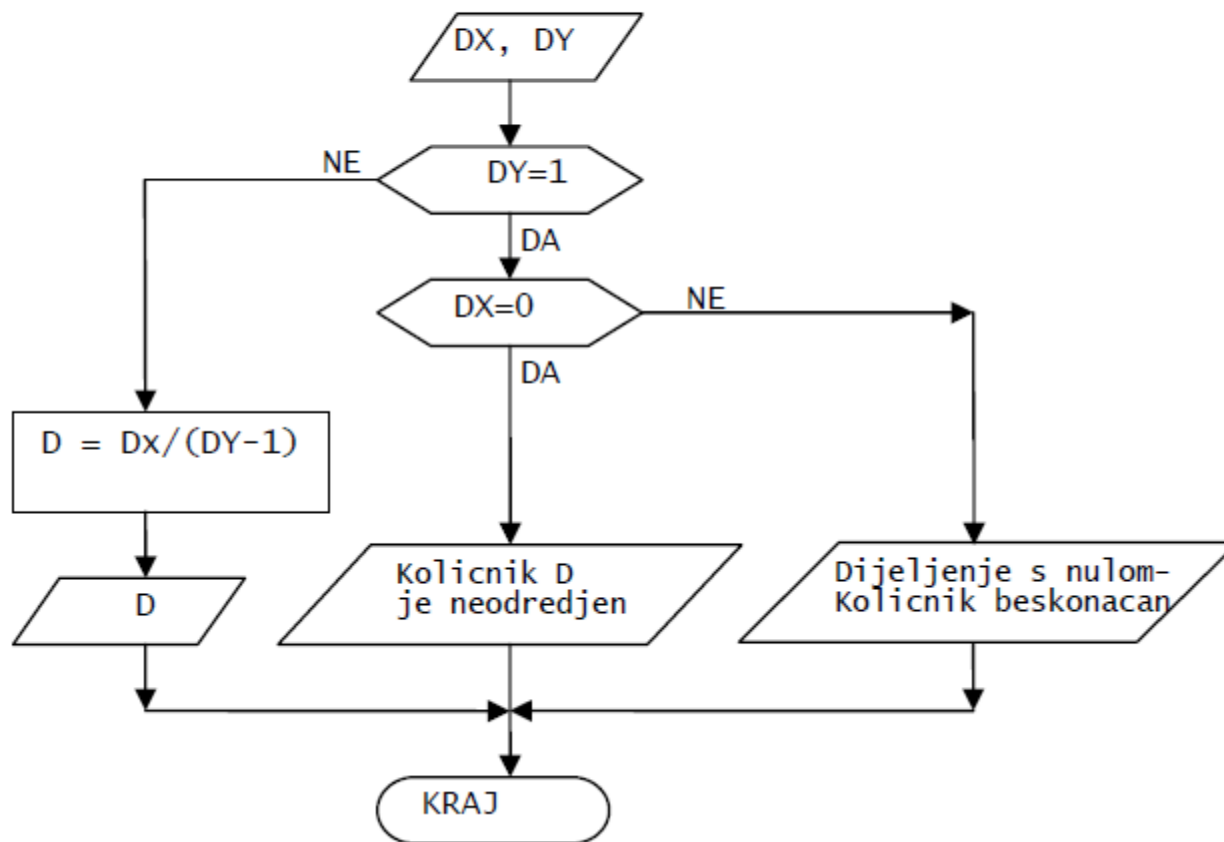 DX, DY
NE
DY=1
DA
DX=0
NE
DA
D = Dx/(DY-1)
D
Kolicnik D
je neodredjen
Dijeljenje s nulom-
Kolicnik beskonacan
KRAJ